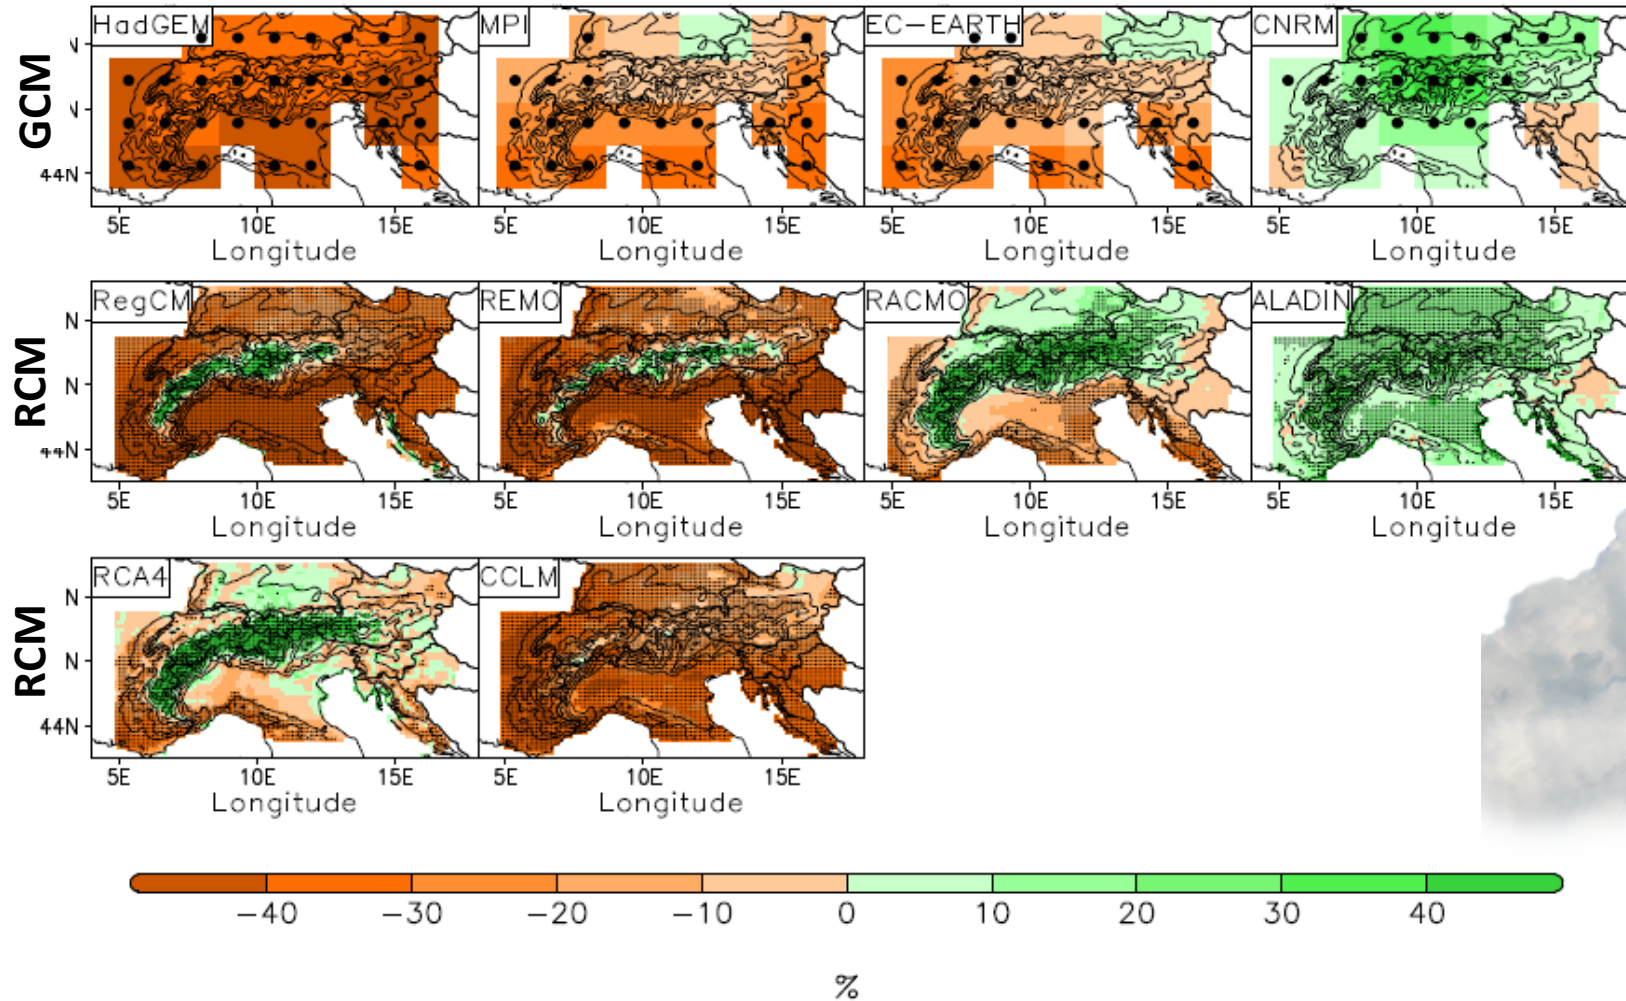 GCM
HadGEM
MPI
EC-EARTH
CNRM
N
N
44N
5E 10E 15E 5E 10E 15E 5E 10E 15E 5E 10E 15E
Longitude Longitude Longitude Longitude
RCM
RegCM
REMO
RACMO
ALADIN
N
N
44N
5E 10E 15E 5E 10E 15E 5E 10E 15E 5E 10E 15E
Longitude Longitude Longitude Longitude
RCM
RCA4
CCLM
N
N
44N
5E 10E 15E 5E 10E 15E
Longitude Longitude
-40 -30 -20 -10 0 10 20 30 40
%